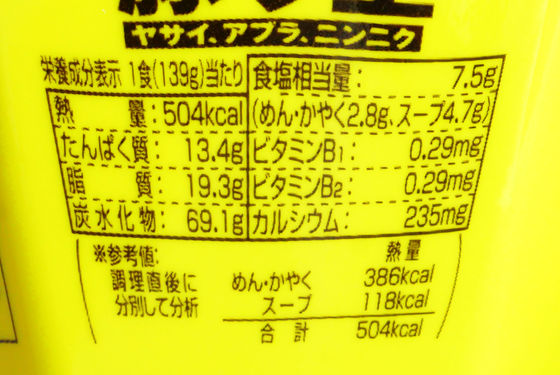 ヤサイ、アブラ、ニンニク
栄養成分表示 1食(139g)当たり
熱量:504kcal
たんぱく質:13.4g
脂質:19.3g
炭水化物:69.1g
食塩相当量:7.5g
(めん・かやく2.8g、スープ4.7g)
ビタミンB1:0.29mg
ビタミンB2:0.29mg
カルシウム:235mg
※参考値:
調理直後に
分別して分析
熱量
めん・かやく 386kcal
スープ 118kcal
合計 504kcal